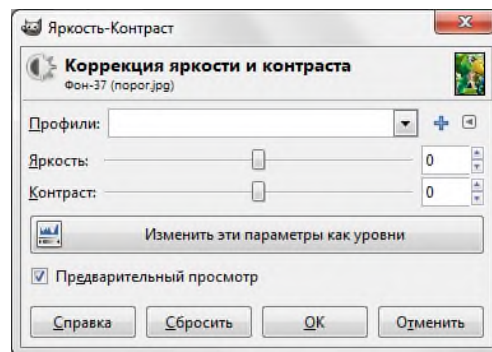 Яркость-Контраст
Коррекция яркости и контраста
Фон-37 (порог.jpg)
Профили:
Яркость: 0
Контраст: 0
Изменить эти параметры как уровни
Предварительный просмотр
Справка Сбросить OK Отменить